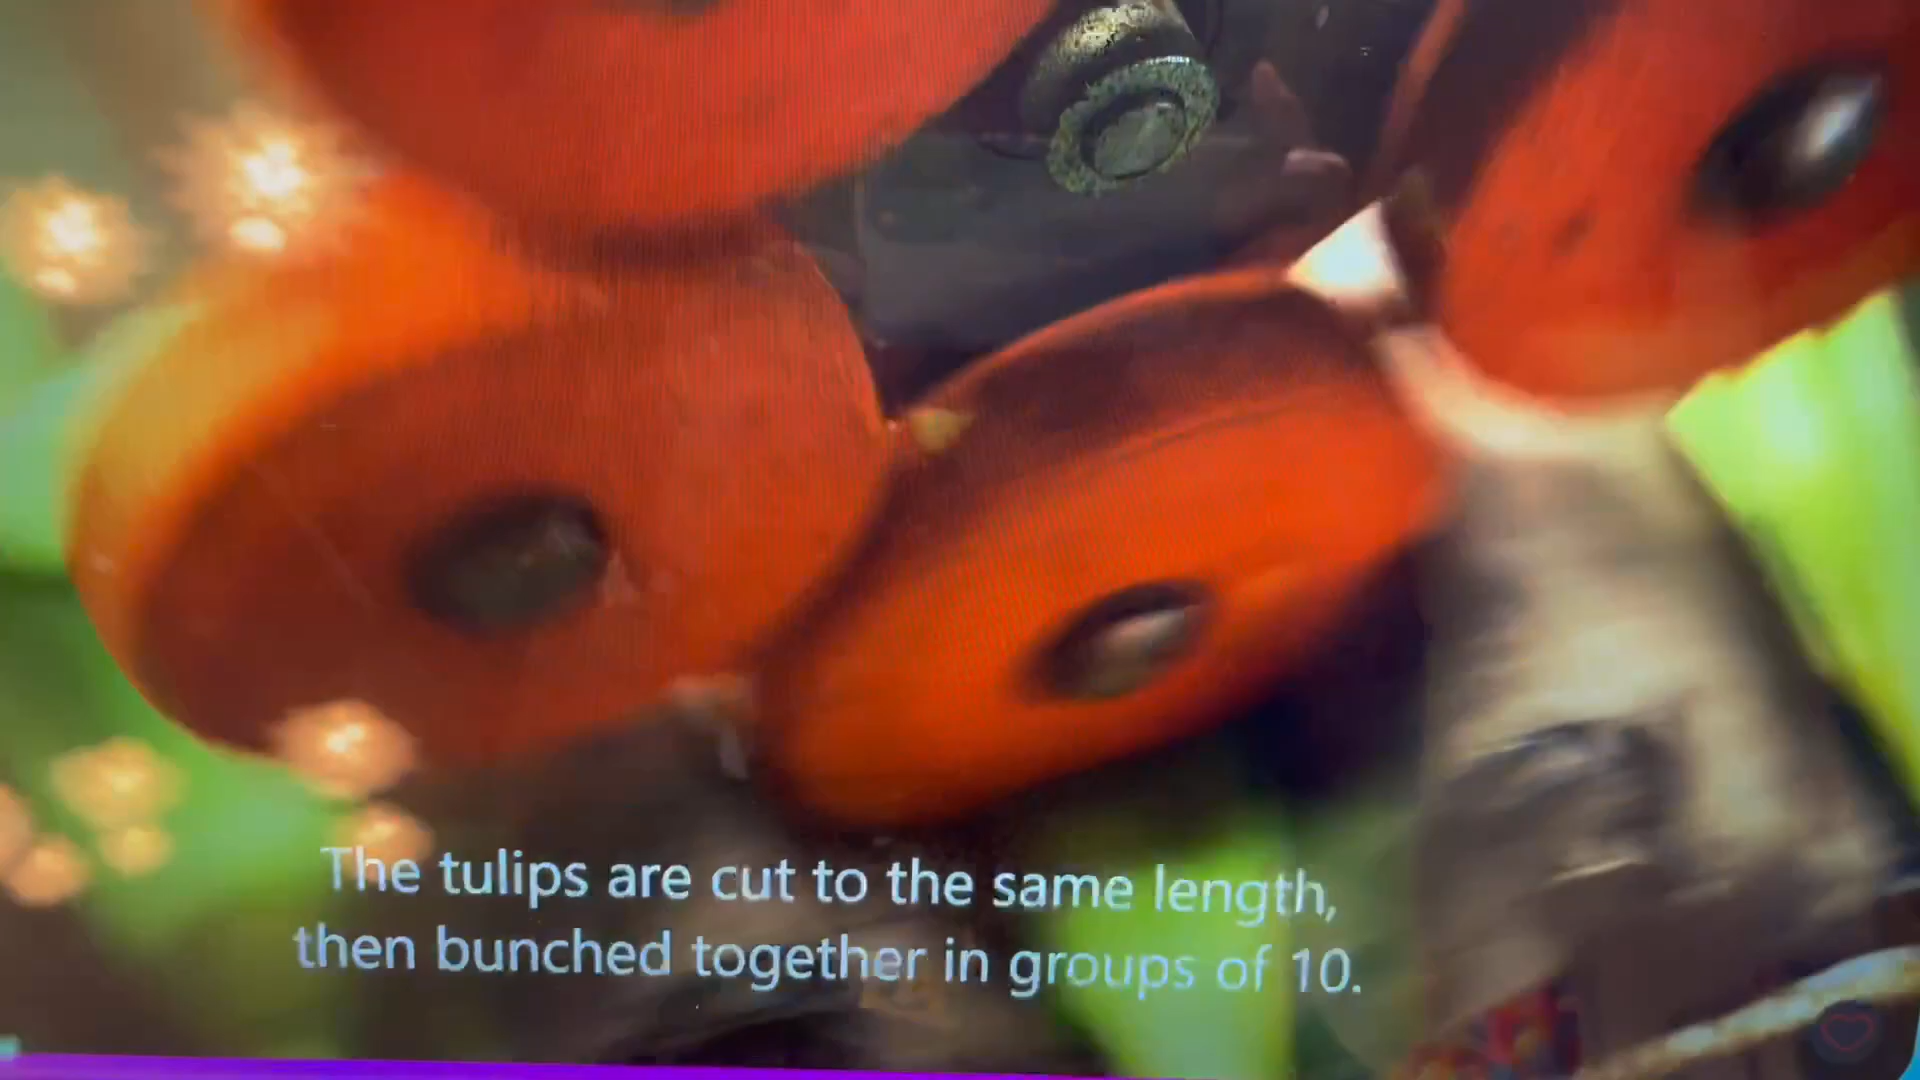 The tulips are cut to the same length,
then bunched together in groups of 10.